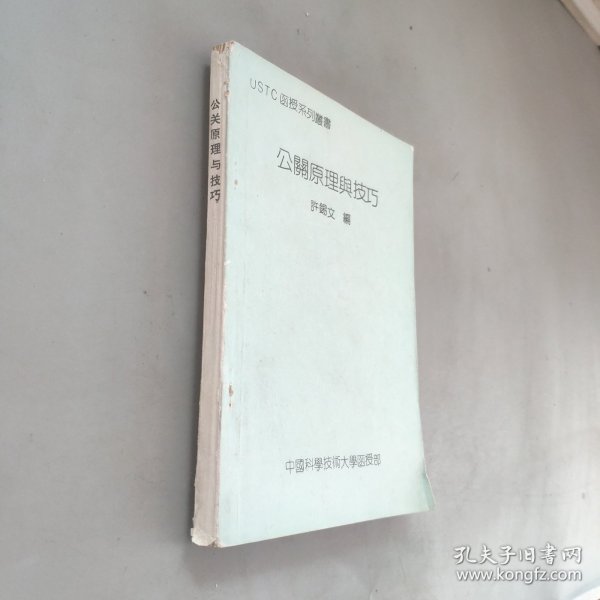 公关原理与技巧
USTC函授系列叢書
公關原理與技巧
許錫文 編
中國科學技術大學函授部
孔夫子旧书网
www.kongfz.com